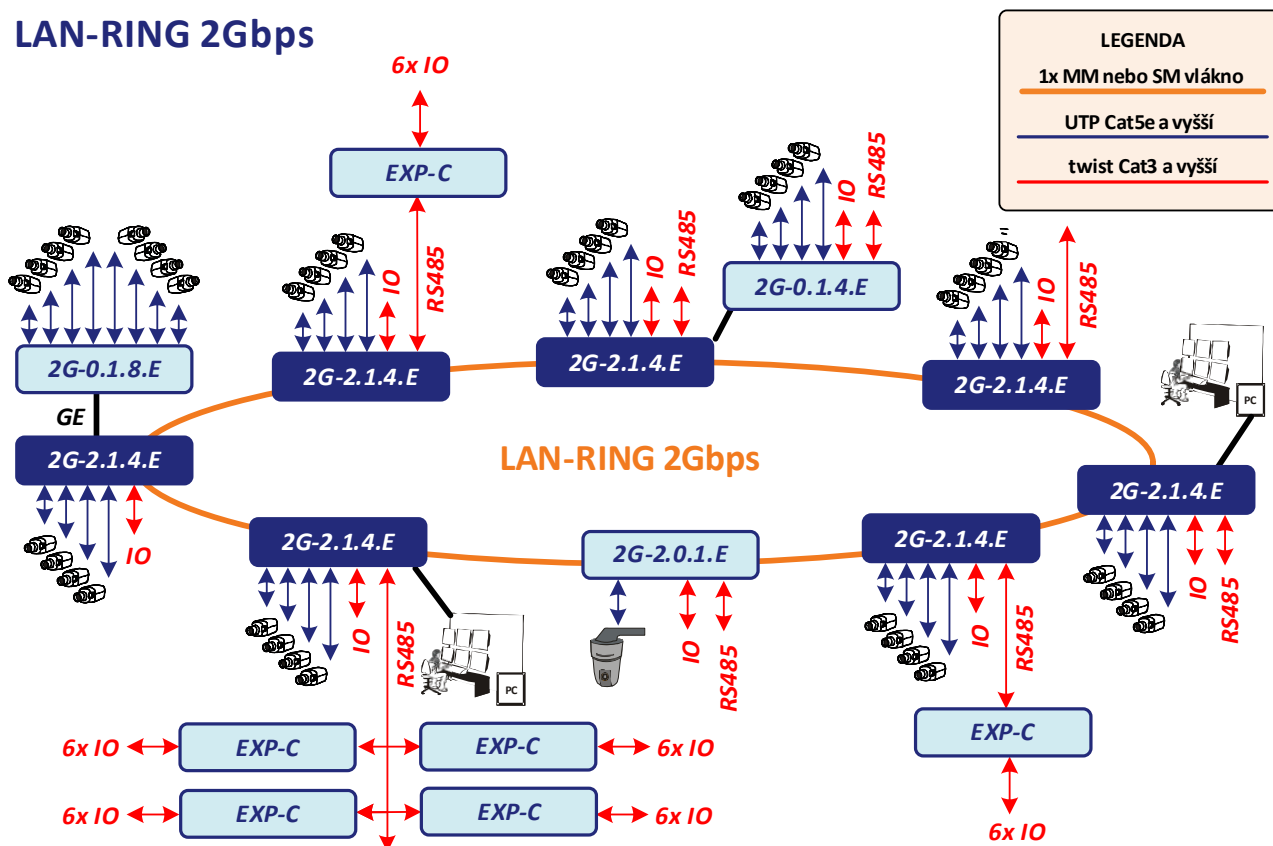 LAN-RING 2Gbps
LEGENDA
1x MM nebo SM vlákno
UTP Cat5e a vyšší
twist Cat3 a vyšší
6x IO
EXP-C
IO
RS485
IO
RS485
IO
RS485
2G-0.1.4.E
IO
RS485
2G-0.1.8.E
2G-2.1.4.E
2G-2.1.4.E
2G-2.1.4.E
PC
GE
2G-2.1.4.E
LAN-RING 2Gbps
2G-2.1.4.E
IO
2G-2.1.4.E
2G-2.0.1.E
2G-2.1.4.E
IO
RS485
IO
RS485
PC
IO
RS485
IO
RS485
IO
RS485
6x IO
EXP-C
EXP-C
6x IO
EXP-C
6x IO
EXP-C
EXP-C
6x IO
6x IO